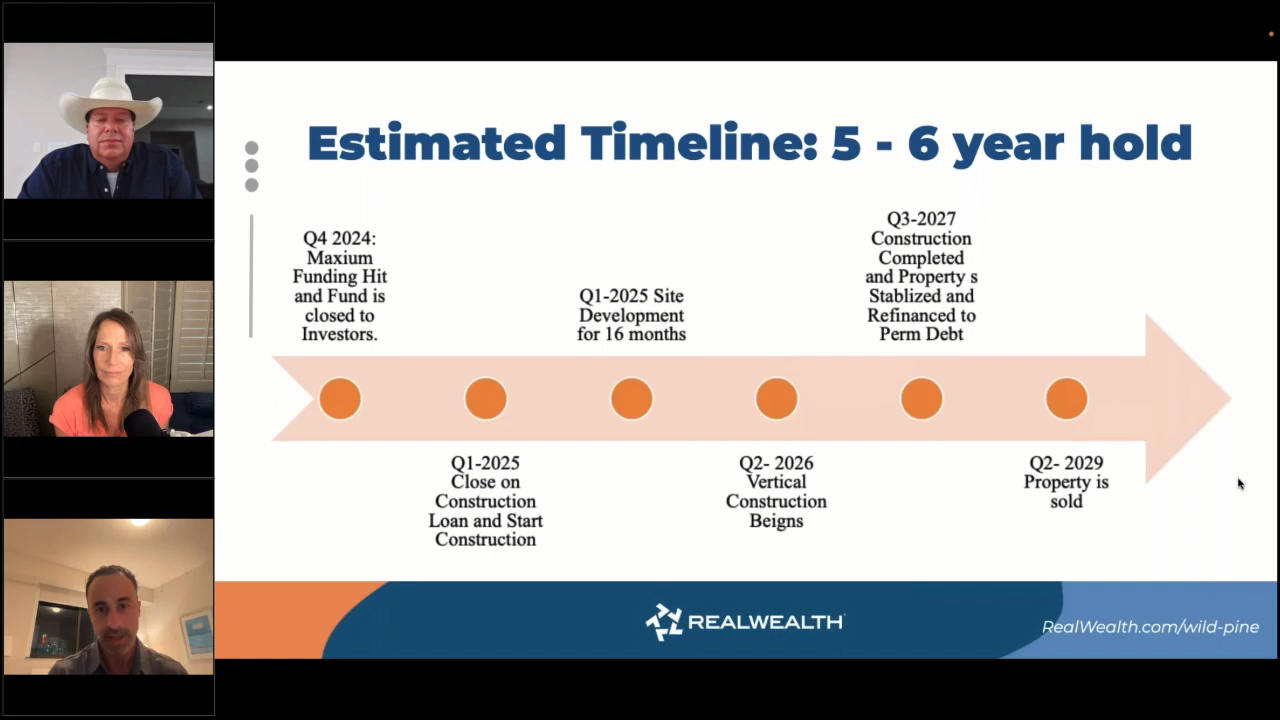 Estimated Timeline: 5 - 6 year hold
Q4 2024:
Maxium
Funding Hit
and Fund is
closed to
Investors.
Q1-2025
Close on
Construction
Loan and Start
Construction
Q1-2025 Site
Development
for 16 months
Q2- 2026
Vertical
Construction
Beigns
Q3-2027
Construction
Completed
and Property s
Stablized and
Refinanced to
Perm Debt
Q2- 2029
Property is
sold
REALWEALTH
RealWealth.com/wild-pine